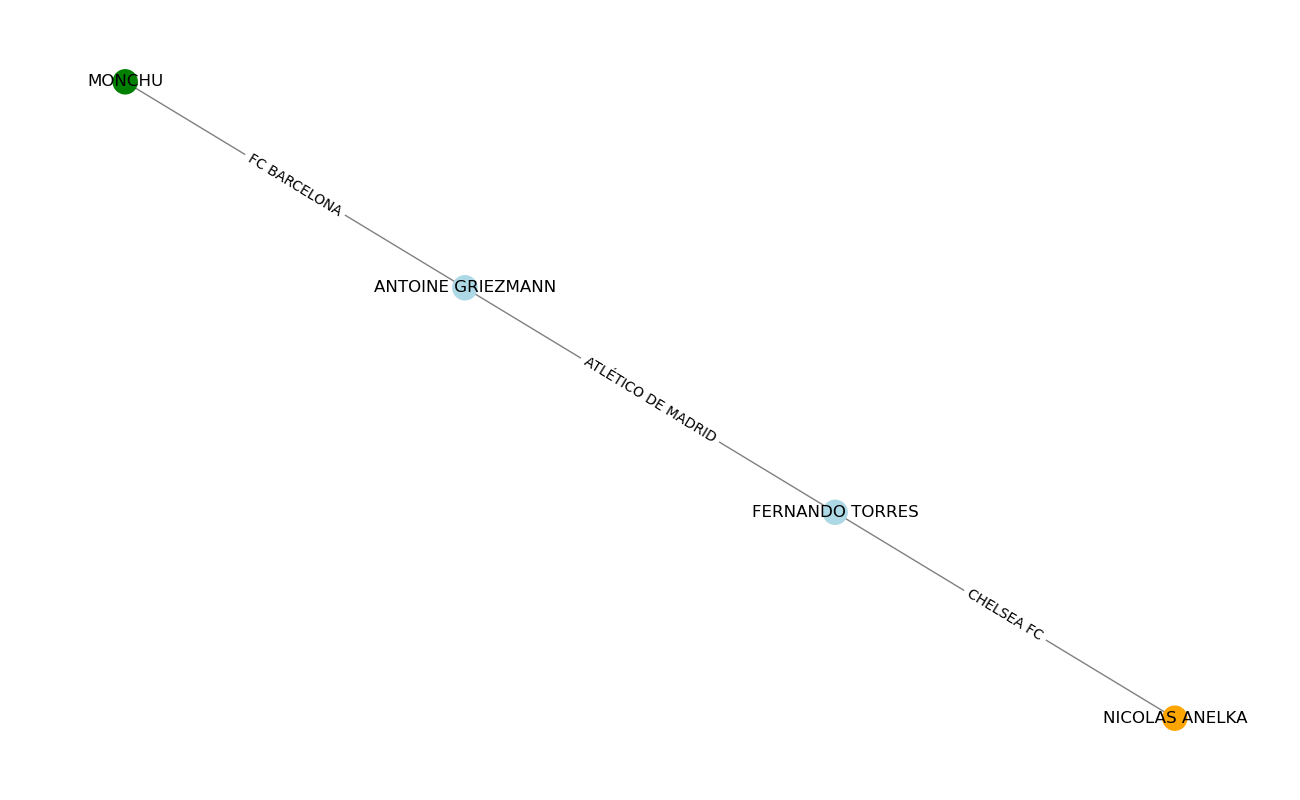 MONCHU
FC BARCELONA
ANTOINE GRIEZMANN
ATLÉTICO DE MADRID
FERNANDO TORRES
CHELSEA FC
NICOLAS ANELKA